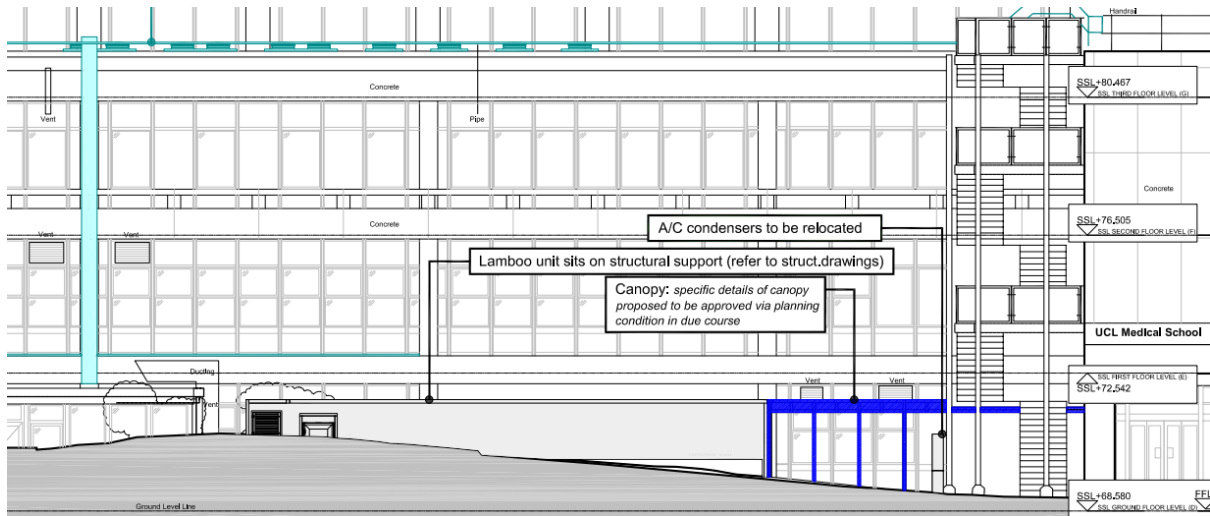 Handrail
SSL+80.467
SSL THIRD FLOOR LEVEL (G)
Concrete
Vent
Pipe
Concrete
SSL+76.505
SSL SECOND FLOOR LEVEL (F)
A/C condensers to be relocated
Concrete
Vent
Vent
Lamboo unit sits on structural support (refer to struct.drawings)
Canopy: specific details of canopy
proposed to be approved via planning
condition in due course
UCL Medical School
Ducting
SSL FIRST FLOOR LEVEL (E)
SSL+72.542
Vent
Vent
Vent
SSL+68.580
FFL
SSL GROUND FLOOR LEVEL (D)
Ground Level Line